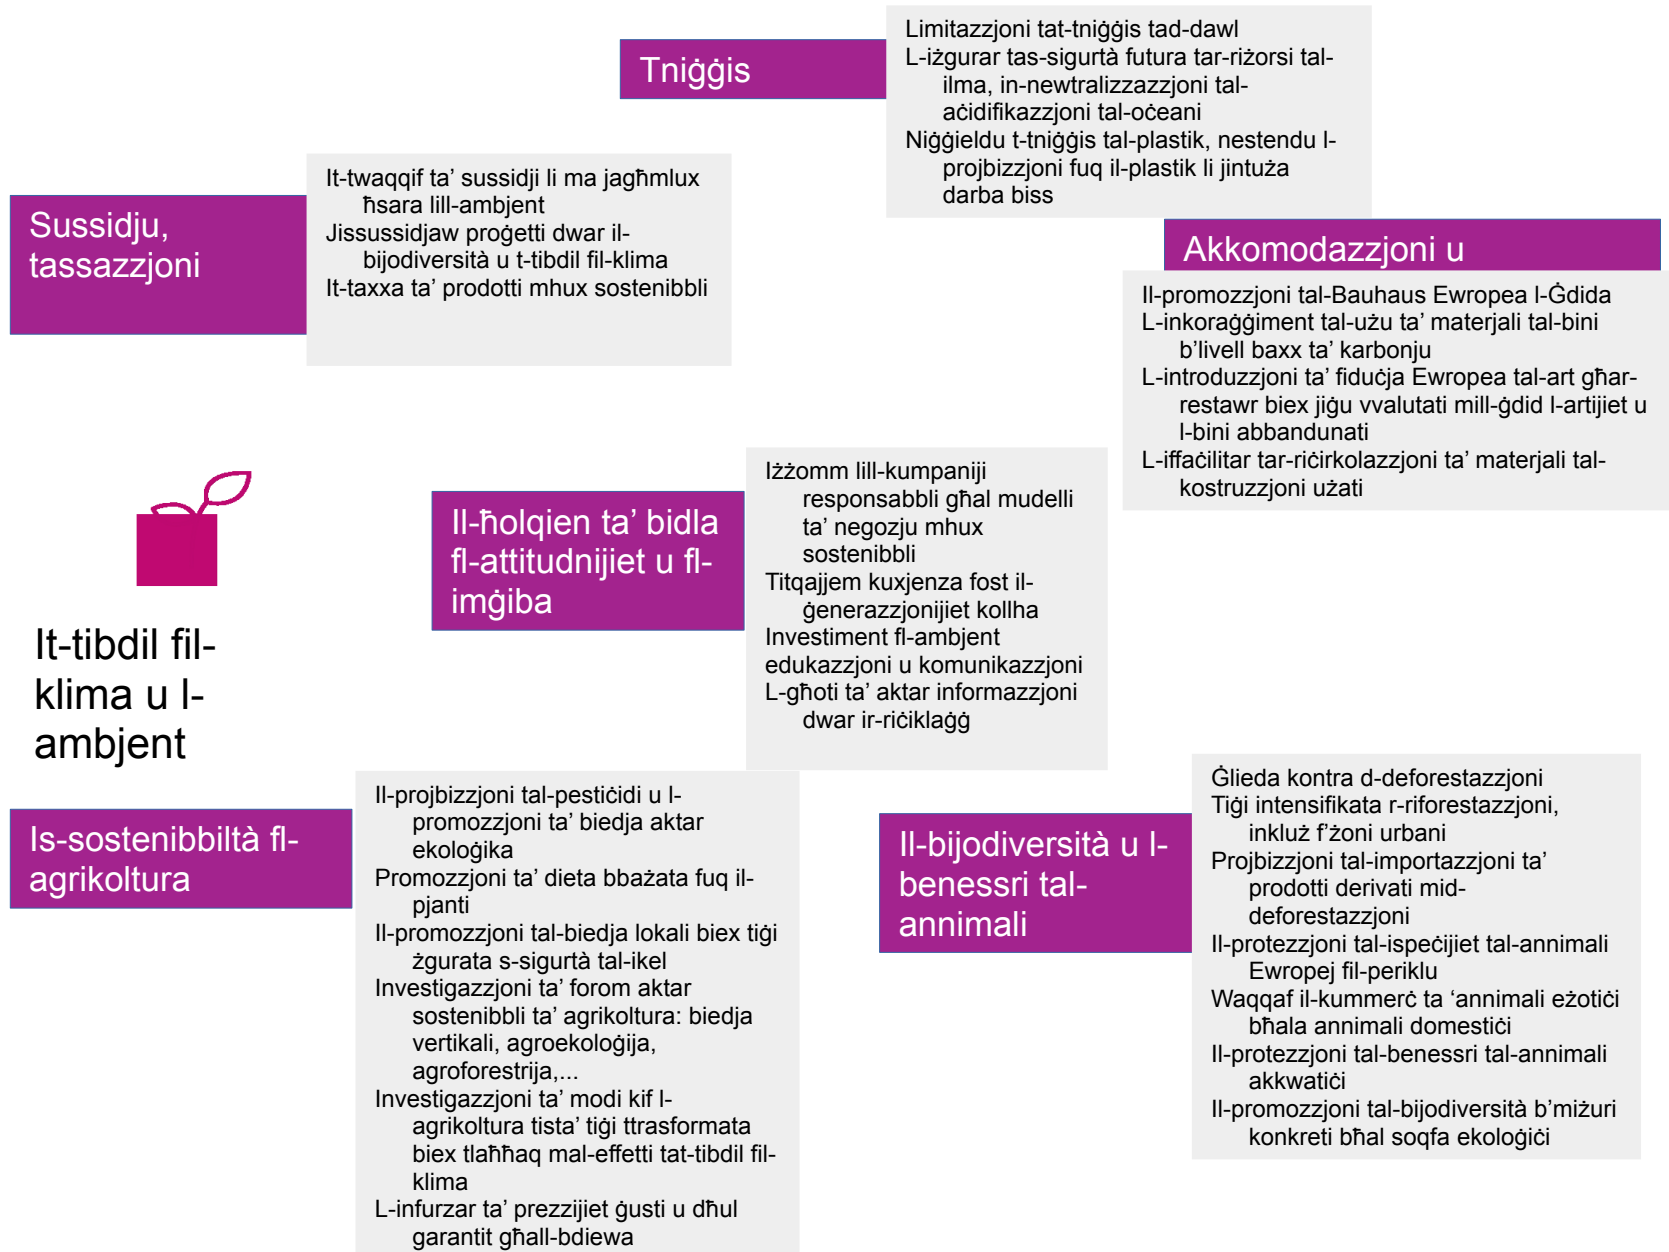 Tniġġis
Limitazzjoni tat-tniġġis tad-dawl
L-iżgurar tas-sigurtà futura tar-riżorsi tal-
ilma, in-newtralizzazzjoni tal-
aċidifikazzjoni tal-oċeani
Niġġieldu t-tniġġis tal-plastik, nestendu l-
projbizzjoni fuq il-plastik li jintuża
darba biss
Sussidju,
tassazzjoni
It-twaqqif ta’ sussidji li ma jagħmlux
ħsara lill-ambjent
Jissussidjaw proġetti dwar il-
bijodiversità u t-tibdil fil-klima
It-taxxa ta’ prodotti mhux sostenibbli
Akkomodazzjoni u
Il-promozzjoni tal-Bauhaus Ewropea l-Ġdida
L-inkoraġġiment tal-użu ta’ materjali tal-bini
b’livell baxx ta’ karbonju
L-introduzzjoni ta’ fiduċja Ewropea tal-art għar-
restawr biex jiġu vvalutati mill-ġdid l-artijiet u
l-bini abbandunati
L-iffaċilitar tar-riċirkolazzjoni ta’ materjali tal-
kostruzzjoni użati
It-tibdil fil-
klima u l-
ambjent
Il-ħolqien ta’ bidla
fl-attitudnijiet u fl-
imġiba
Iżżomm lill-kumpaniji
responsabbli għal mudelli
ta’ negozju mhux
sostenibbli
Titqajjem kuxjenza fost il-
ġenerazzjonijiet kollha
Investiment fl-ambjent
edukazzjoni u komunikazzjoni
L-għoti ta’ aktar informazzjoni
dwar ir-riċiklaġġ
Is-sostenibbiltà fl-
agrikoltura
Il-projbizzjoni tal-pestiċidi u l-
promozzjoni ta’ biedja aktar
ekoloġika
Promozzjoni ta’ dieta bbażata fuq il-
pjanti
Il-promozzjoni tal-biedja lokali biex tiġi
żgurata s-sigurtà tal-ikel
Investigazzjoni ta’ forom aktar
sostenibbli ta’ agrikoltura: biedja
vertikali, agroekoloġija,
agroforestrija,...
Investigazzjoni ta’ modi kif l-
agrikoltura tista’ tiġi ttrasformata
biex tlaħħaq mal-effetti tat-tibdil fil-
klima
L-infurzar ta’ prezzijiet ġusti u dħul
garantit għall-bdiewa
Il-bijodiversità u l-
benessri tal-
annimali
Ġlieda kontra d-deforestazzjoni
Tiġi intensifikata r-riforestazzjoni,
inkluż f’żoni urbani
Projbizzjoni tal-importazzjoni ta’
prodotti derivati mid-
deforestazzjoni
Il-protezzjoni tal-ispeċijiet tal-annimali
Ewropej fil-periklu
Waqqaf il-kummerċ ta ‘annimali eżotiċi
bħala annimali domestiċi
Il-protezzjoni tal-benessri tal-annimali
akkwatiċi
Il-promozzjoni tal-bijodiversità b’miżuri
konkreti bħal soqfa ekoloġiċi